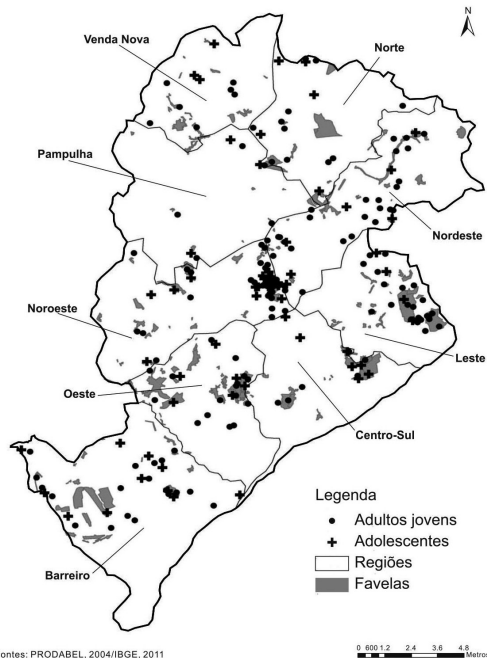 N
Venda Nova
Norte
Pampulha
Nordeste
Noroeste
Leste
Oeste
Centro-Sul
Legenda
Adultos jovens
Adolescentes
Regiões
Favelas
Barreiro
ontes: PRODABEL, 2004/IBGE, 2011
0 600 1.2 2.4 3.6 4.8
Metros